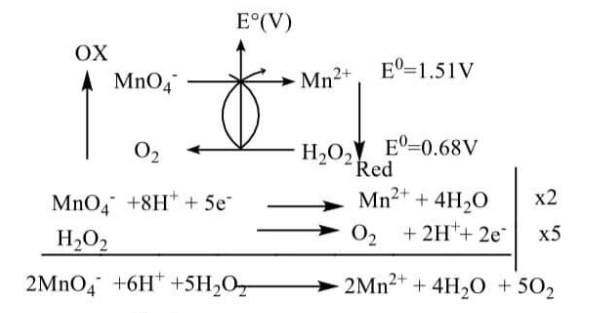 E°(V)
OX
MnO₄⁻ Mn²⁺ E⁰=1.51V
O₂ H₂O₂ E⁰=0.68V
Red
MnO₄⁻ +8H⁺ + 5e⁻ Mn²⁺ + 4H₂O x2
H₂O₂ O₂ + 2H⁺+ 2e⁻ x5
2MnO₄⁻ +6H⁺ +5H₂O₂ 2Mn²⁺ + 4H₂O + 5O₂